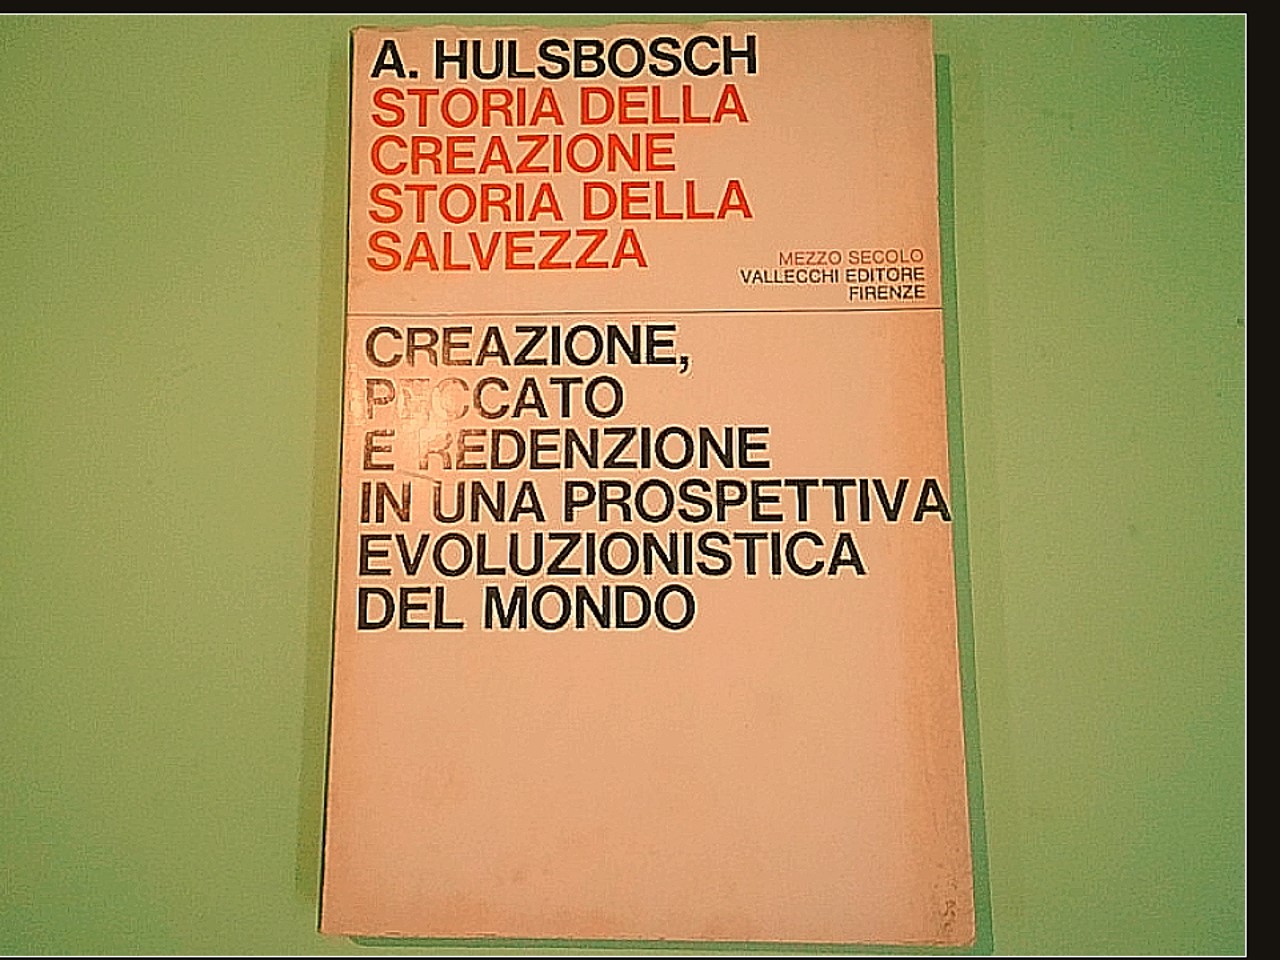 A. HULSBOSCH
STORIA DELLA
CREAZIONE
STORIA DELLA
SALVEZZA
MEZZO SECOLO
VALLECCHI EDITORE
FIRENZE
CREAZIONE,
PECCATO
E REDENZIONE
IN UNA PROSPETTIVA
EVOLUZIONISTICA
DEL MONDO